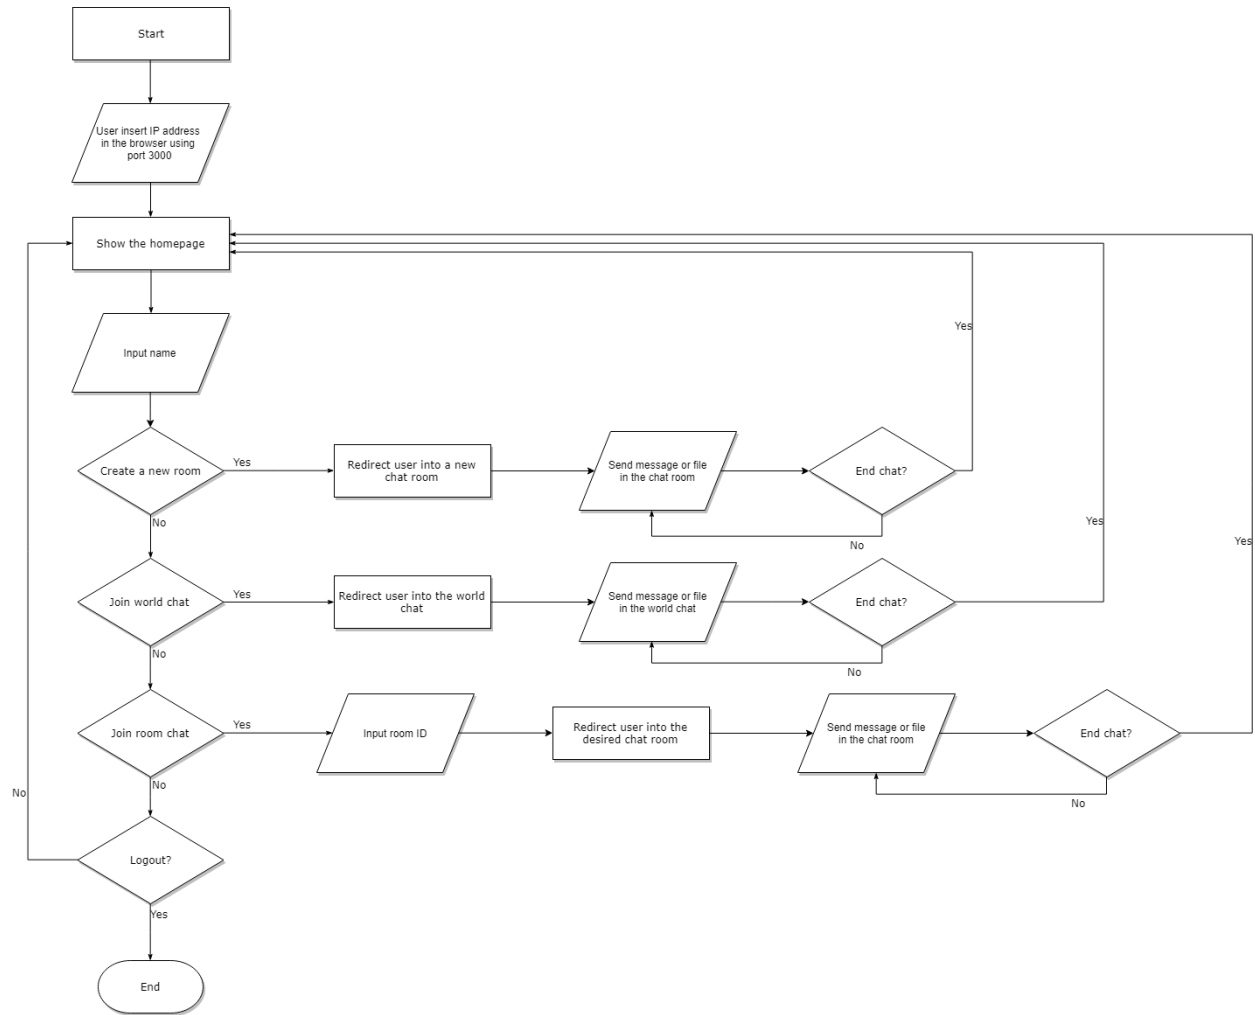 Start
User insert IP address
in the browser using
port 3000
Show the homepage
Input name
Yes
Create a new room
Yes
Redirect user into a new
chat room
Send message or file
in the chat room
End chat?
No
No
Yes
Yes
Join world chat
Yes
Redirect user into the world
chat
Send message or file
in the world chat
End chat?
No
No
Join room chat
Yes
Input room ID
Redirect user into the
desired chat room
Send message or file
in the chat room
End chat?
No
No
No
Logout?
Yes
End